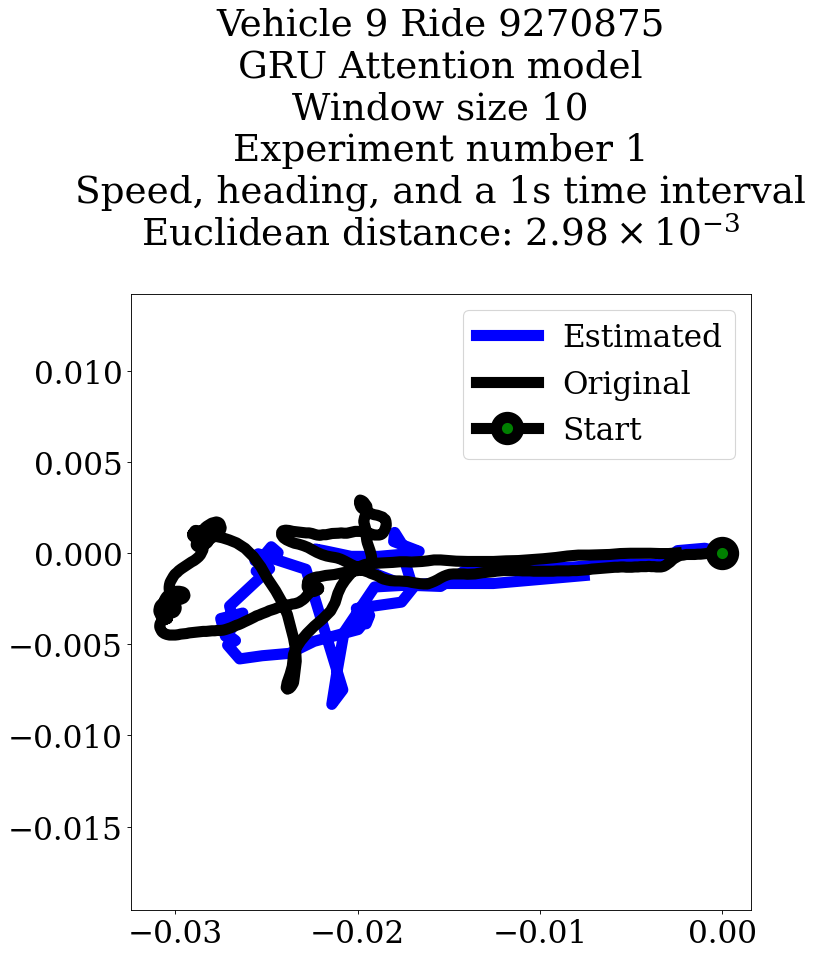 Vehicle 9 Ride 9270875
GRU Attention model
Window size 10
Experiment number 1
Speed, heading, and a 1s time interval
Euclidean distance: 2.98 × 10⁻³
Estimated
Original
Start
0.010
0.005
0.000
−0.005
−0.010
−0.015
−0.03
−0.02
−0.01
0.00